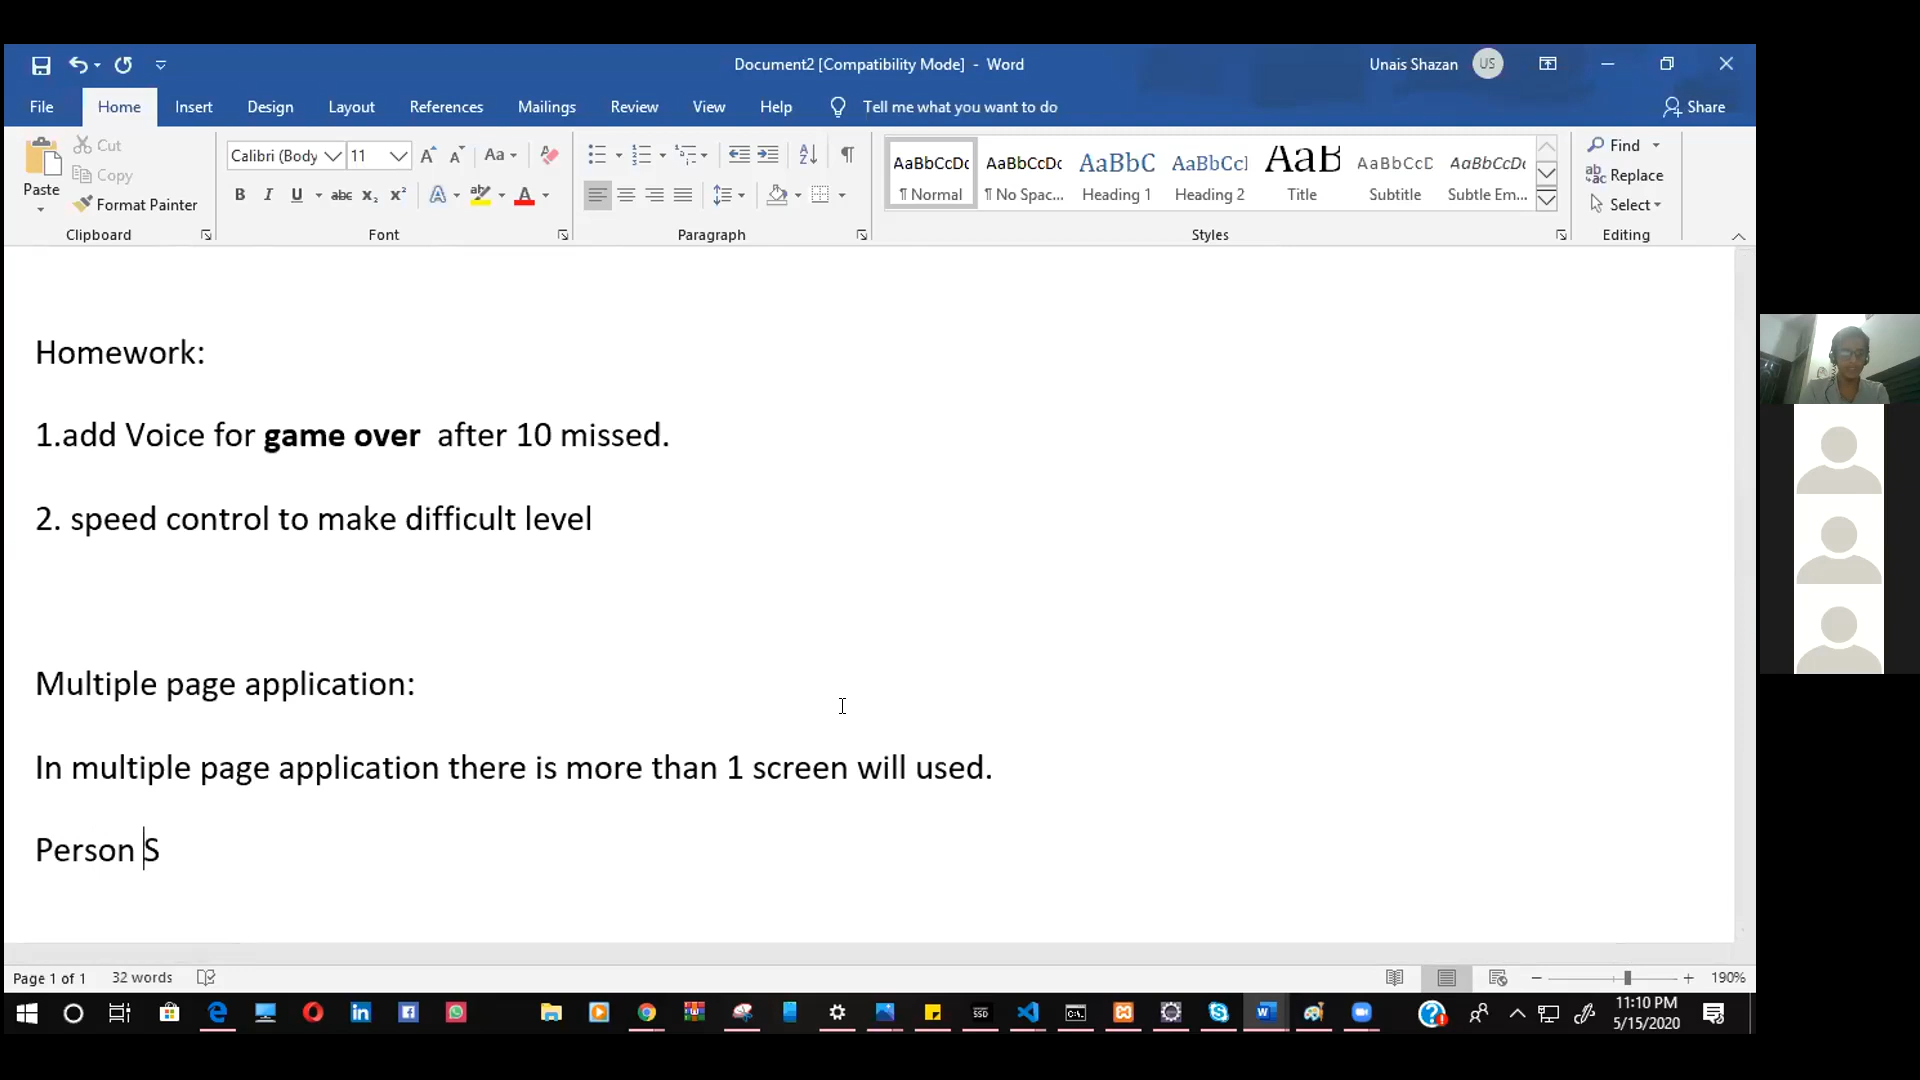 Document2 [Compatibility Mode] - Word
Unais Shazan US
File Home Insert Design Layout References Mailings Review View Help Tell me what you want to do Share
Paste
Cut
Copy
Format Painter
Clipboard
Calibri (Body 11
Font
Paragraph
AaBbCcDc AaBbCcDc AaBbC AaBbCcI AaB AaBbCcD AaBbCcDc
¶ Normal ¶ No Spac... Heading 1 Heading 2 Title Subtitle Subtle Em...
Styles
Find
Replace
Select
Editing
Homework:
1.add Voice for game over after 10 missed.
2. speed control to make difficult level
Multiple page application:
In multiple page application there is more than 1 screen will used.
Person S
Page 1 of 1 32 words 190%
11:10 PM
5/15/2020